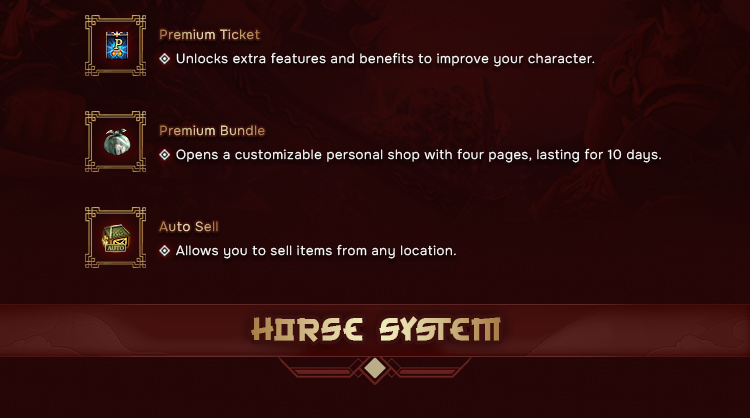 Premium Ticket
Unlocks extra features and benefits to improve your character.
Premium Bundle
Opens a customizable personal shop with four pages, lasting for 10 days.
Auto Sell
AUTO
Allows you to sell items from any location.
HORSE SYSTEM